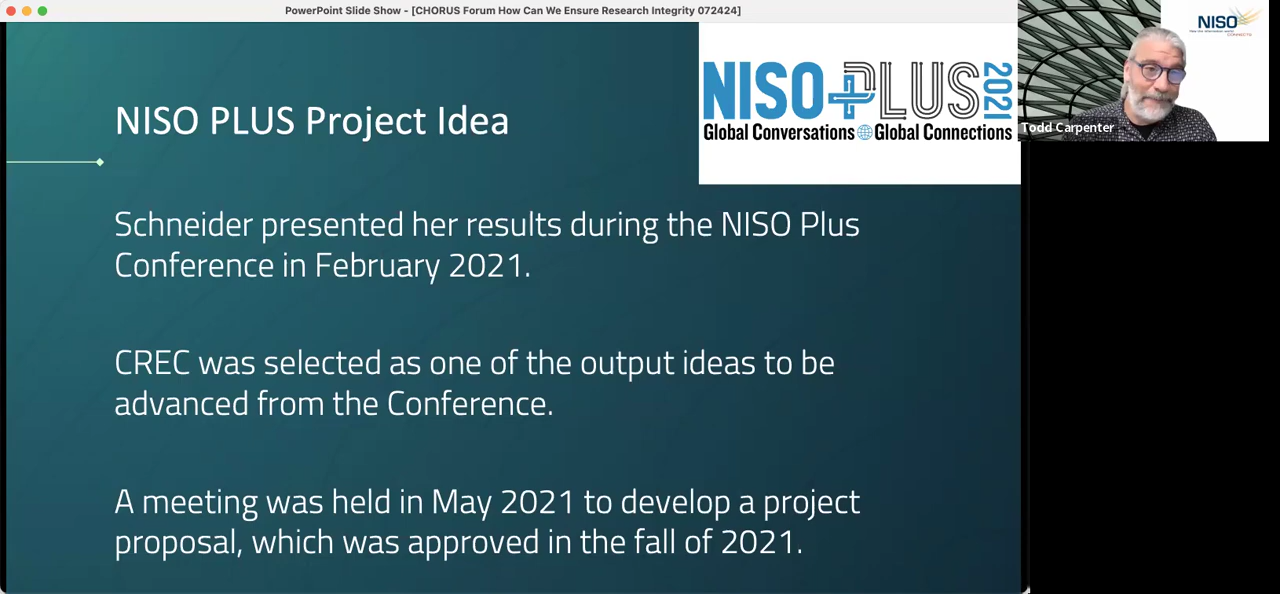 PowerPoint Slide Show - [CHORUS Forum How Can We Ensure Research Integrity 072424]
NISO PLUS Project Idea
NISO PLUS 2021
Global Conversations Global Connections
NISO
CONNECTS
Todd Carpenter
Schneider presented her results during the NISO Plus
Conference in February 2021.
CREC was selected as one of the output ideas to be
advanced from the Conference.
A meeting was held in May 2021 to develop a project
proposal, which was approved in the fall of 2021.